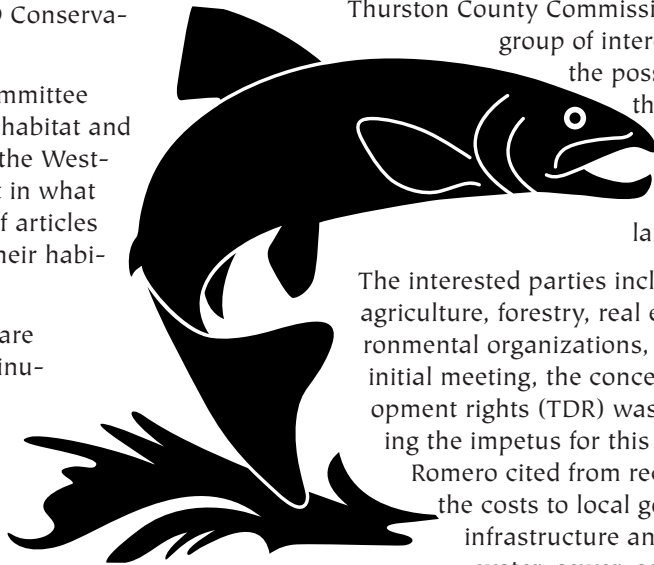 Conserva-
mmittee
habitat and
the West-
in what
f articles
heir habi-
are
inu-
Thurston County Commissi
group of inter
the poss
th
la
The interested parties incl
agriculture, forestry, real e
ronmental organizations,
initial meeting, the conce
opment rights (TDR) was
ing the impetus for this
Romero cited from rec
the costs to local g
infrastructure an